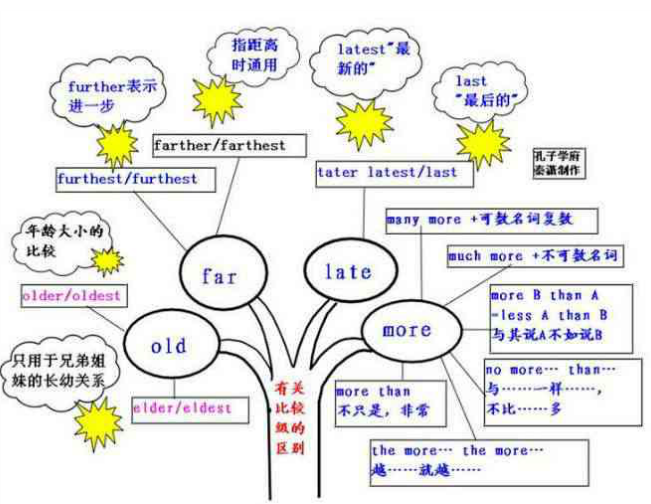 指距离
时通用
latest"最
新的"
last
"最后的"
further表示
进一步
farther/farthest
furthest/furthest
tater latest/last
孔子学府
秦潇制作
many more +可数名词复数
年龄大小的
比较
much more +不可数名词
far
late
older/oldest
more B than A
=less A than B
与其说A不如说B
more
old
只用于兄弟姐
妹的长幼关系
no more… than…
与……一样……,
不比……多
有关
比较
级的
区别
more than
不只是,非常
elder/eldest
the more… the more…
越……就越……